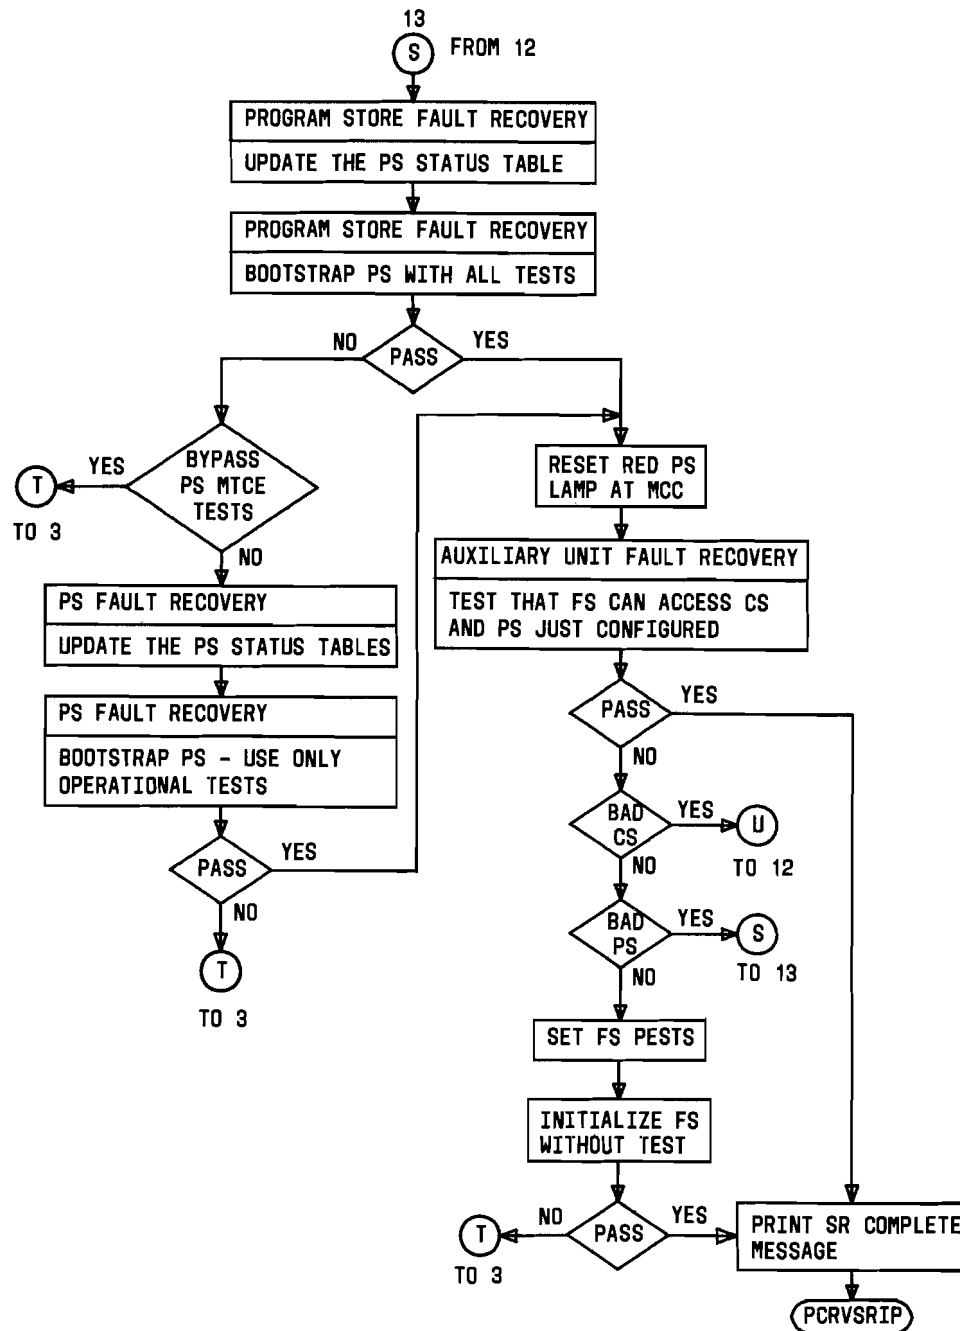 13
S FROM 12
PROGRAM STORE FAULT RECOVERY
UPDATE THE PS STATUS TABLE
PROGRAM STORE FAULT RECOVERY
BOOTSTRAP PS WITH ALL TESTS
NO PASS YES
YES BYPASS
PS MTCE
TESTS
T
TO 3
NO
PS FAULT RECOVERY
UPDATE THE PS STATUS TABLES
PS FAULT RECOVERY
BOOTSTRAP PS - USE ONLY
OPERATIONAL TESTS
PASS YES
NO
T
TO 3
RESET RED PS
LAMP AT MCC
AUXILIARY UNIT FAULT RECOVERY
TEST THAT FS CAN ACCESS CS
AND PS JUST CONFIGURED
PASS YES
NO
BAD
CS
YES
U
TO 12
NO
BAD
PS
YES
S
TO 13
NO
SET FS PESTS
INITIALIZE FS
WITHOUT TEST
T NO PASS YES
TO 3
PRINT SR COMPLETE
MESSAGE
PCRVSRIP